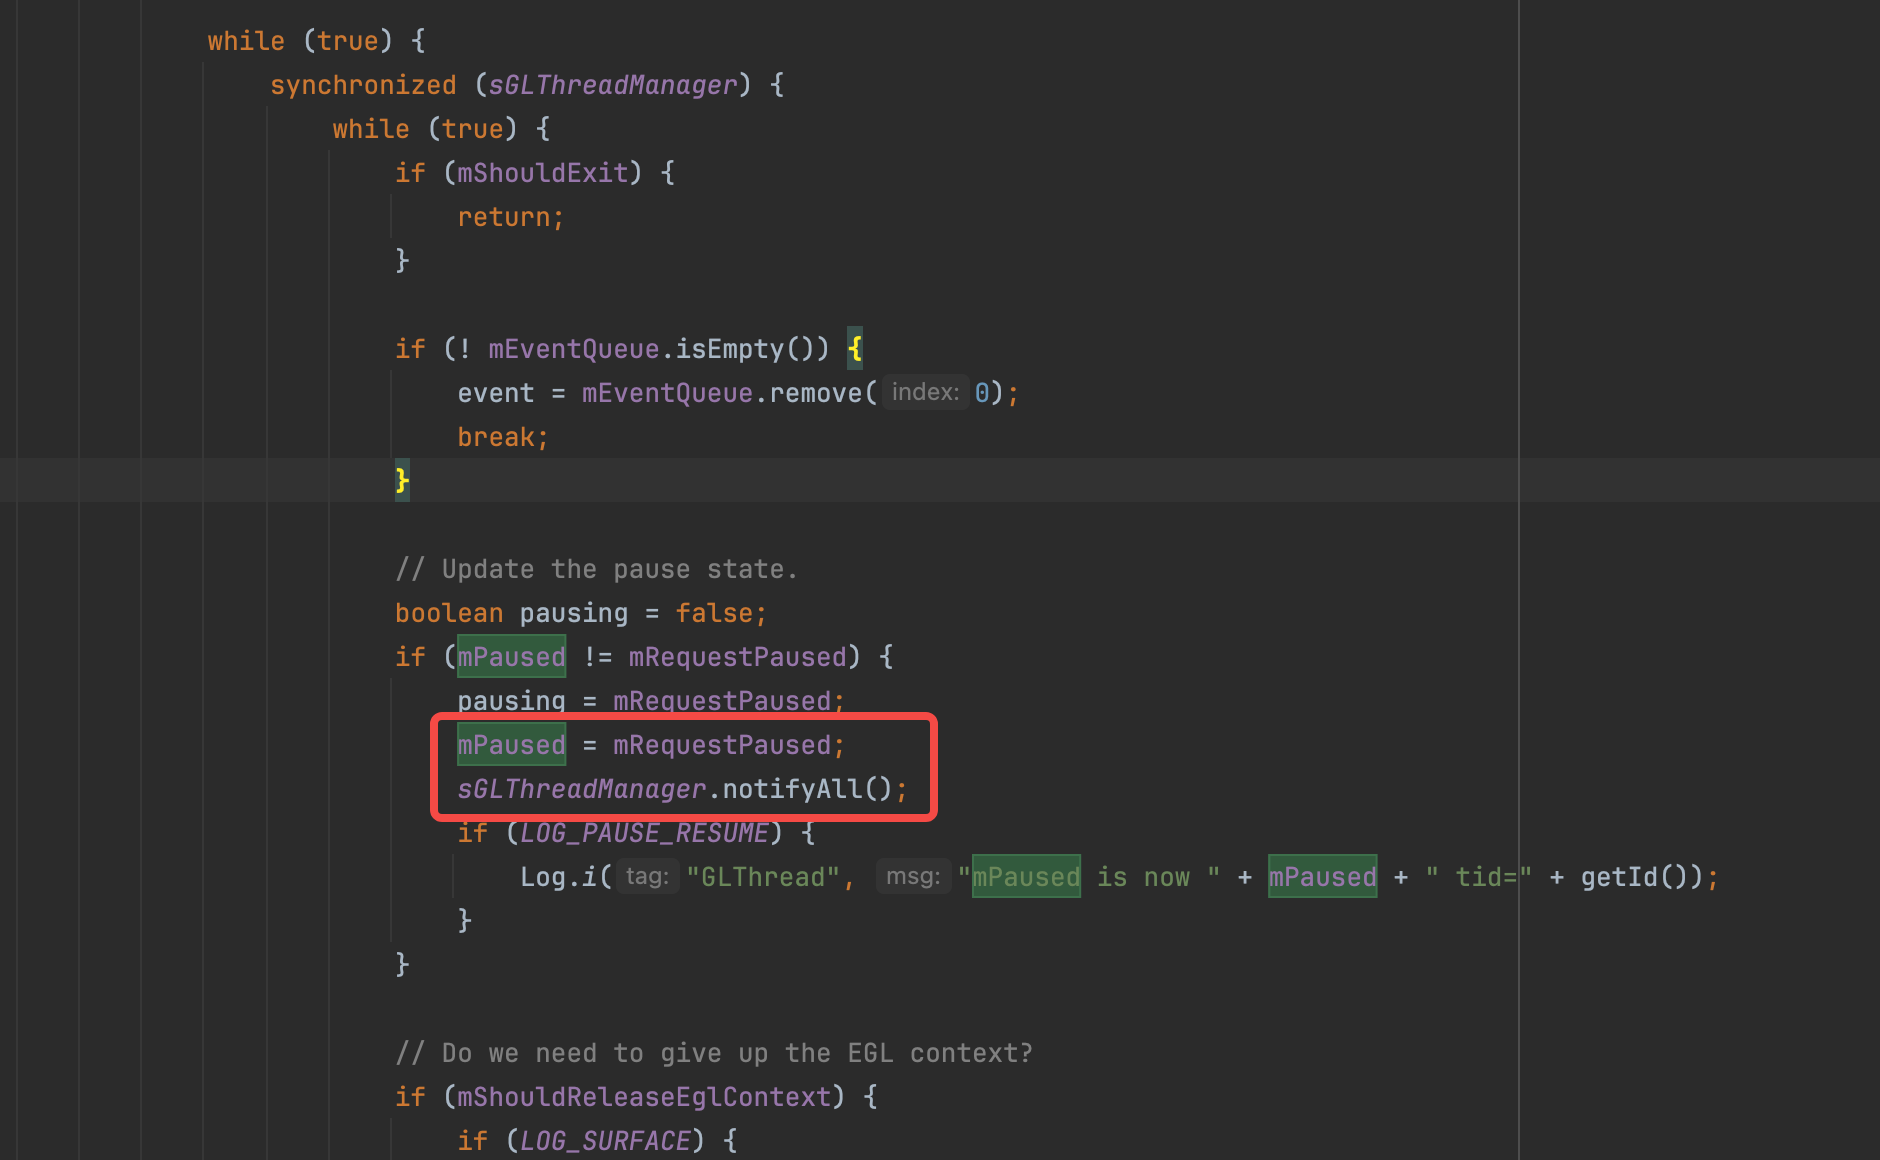 while (true) {
synchronized (sGLThreadManager) {
while (true) {
if (mShouldExit) {
return;
}
if (! mEventQueue.isEmpty()) {
event = mEventQueue.remove( index: 0);
break;
}
// Update the pause state.
boolean pausing = false;
if (mPaused != mRequestPaused) {
pausing = mRequestPaused;
mPaused = mRequestPaused;
sGLThreadManager.notifyAll();
if (LOG_PAUSE_RESUME) {
Log.i( tag: "GLThread", msg: "mPaused is now " + mPaused + " tid=" + getId());
}
}
// Do we need to give up the EGL context?
if (mShouldReleaseEglContext) {
if (LOG_SURFACE) {